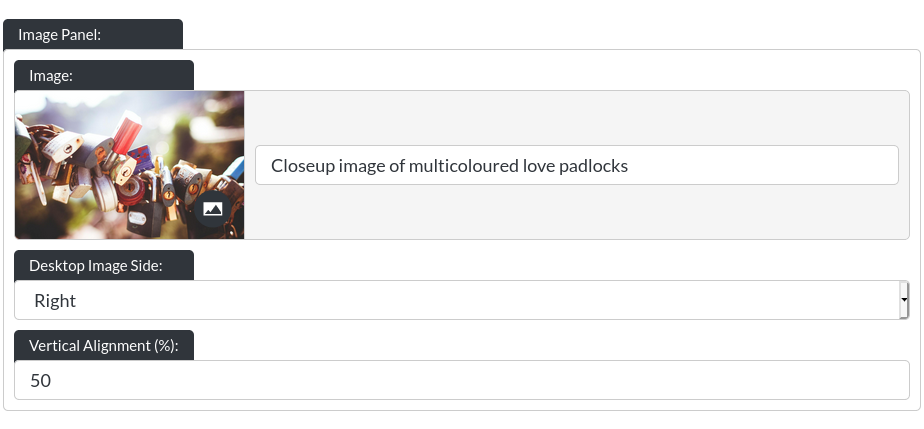 Image Panel:
Image:
Closeup image of multicoloured love padlocks
Desktop Image Side:
Right
Vertical Alignment (%):
50